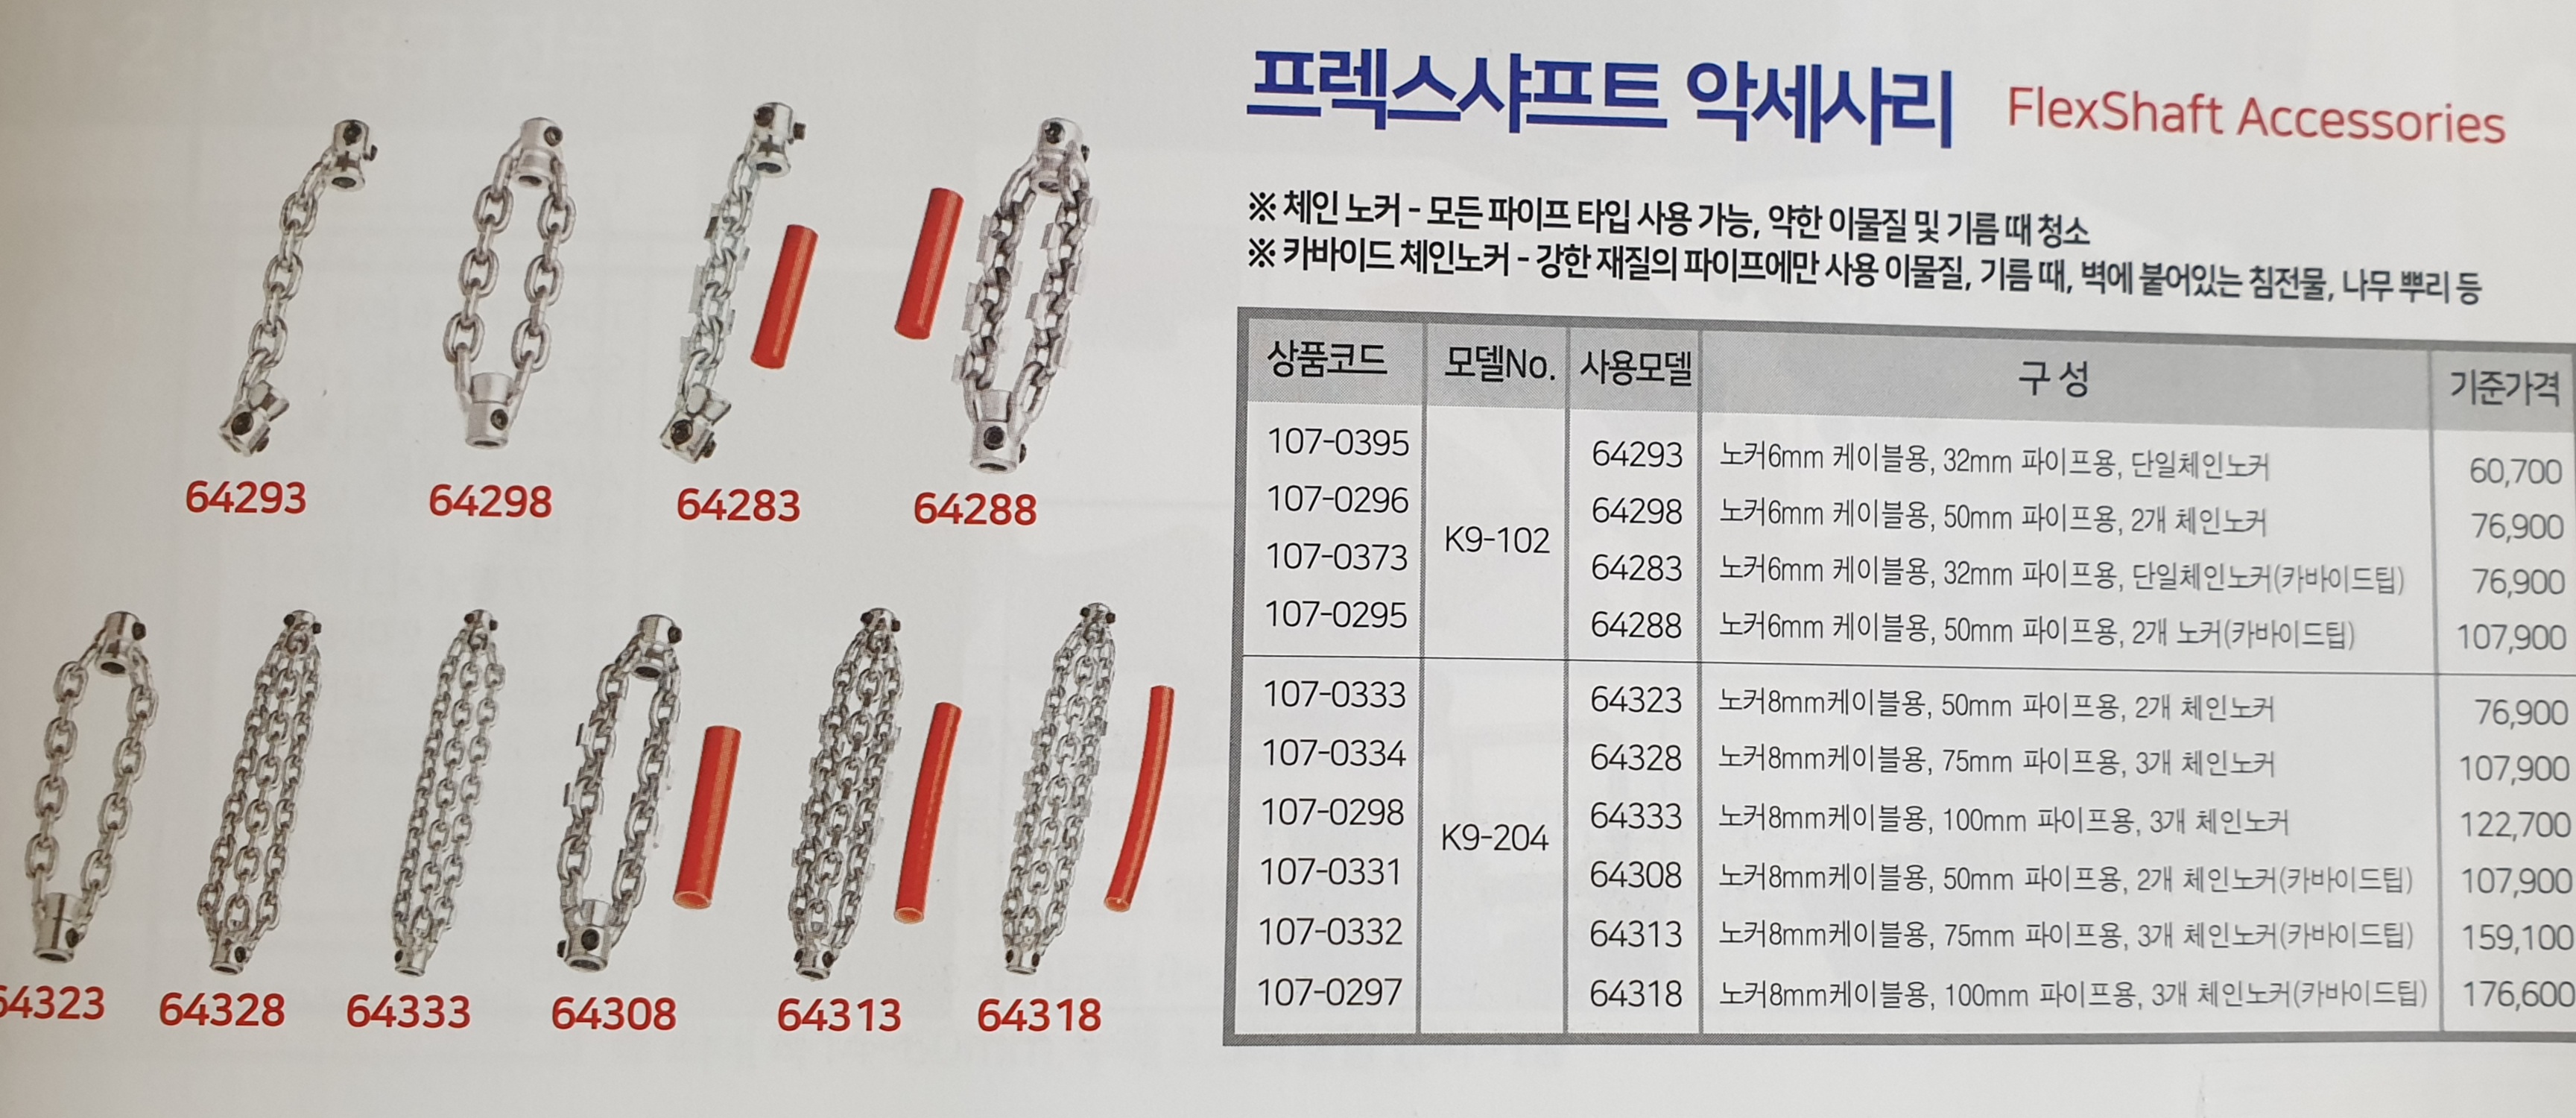 프렉스샤프트 악세사리 FlexShaft Accessories
※ 체인 노커 - 모든 파이프 타입 사용 가능, 약한 이물질 및 기름 때 청소
※ 카바이드 체인노커 - 강한 재질의 파이프에만 사용 이물질, 기름 때, 벽에 붙어있는 침전물, 나무 뿌리 등
64293 64298 64283 64288
64323 64328 64333 64308 64313 64318
상품코드 모델No. 사용모델 구 성 기준가격
107-0395 64293 노커6mm 케이블용, 32mm 파이프용, 단일체인노커 60,700
107-0296 64298 노커6mm 케이블용, 50mm 파이프용, 2개 체인노커 76,900
K9-102
107-0373 64283 노커6mm 케이블용, 32mm 파이프용, 단일체인노커(카바이드팁) 76,900
107-0295 64288 노커6mm 케이블용, 50mm 파이프용, 2개 노커(카바이드팁) 107,900
107-0333 64323 노커8mm케이블용, 50mm 파이프용, 2개 체인노커 76,900
107-0334 64328 노커8mm케이블용, 75mm 파이프용, 3개 체인노커 107,900
107-0298 64333 노커8mm케이블용, 100mm 파이프용, 3개 체인노커 122,700
K9-204
107-0331 64308 노커8mm케이블용, 50mm 파이프용, 2개 체인노커(카바이드팁) 107,900
107-0332 64313 노커8mm케이블용, 75mm 파이프용, 3개 체인노커(카바이드팁) 159,100
107-0297 64318 노커8mm케이블용, 100mm 파이프용, 3개 체인노커(카바이드팁) 176,600